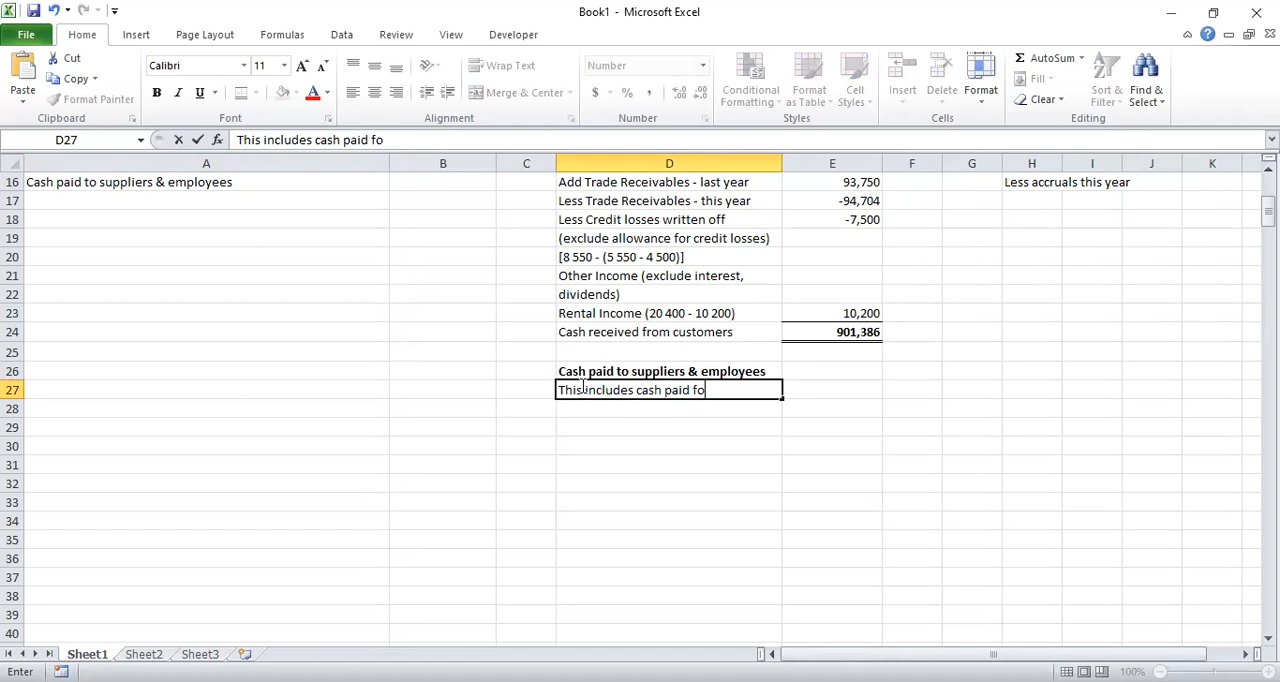 Book1 - Microsoft Excel
File Home Insert Page Layout Formulas Data Review View Developer
Cut
Copy
Format Painter
Paste
Clipboard
Calibri 11
B I U
Font
Wrap Text
Merge & Center
Alignment
Number
$ % ,
Number
Conditional Formatting
Format as Table
Cell Styles
Styles
Insert Delete Format
Cells
AutoSum
Fill
Clear
Sort & Filter
Find & Select
Editing
D27 fx This includes cash paid fo
A B C D E F G H I J K
16 Cash paid to suppliers & employees Add Trade Receivables - last year 93,750 Less accruals this year
17 Less Trade Receivables - this year -94,704
18 Less Credit losses written off -7,500
19 (exclude allowance for credit losses)
20 [8 550 - (5 550 - 4 500)]
21 Other Income (exclude interest,
22 dividends)
23 Rental Income (20 400 - 10 200) 10,200
24 Cash received from customers 901,386
25
26 Cash paid to suppliers & employees
27 This includes cash paid fo
28
29
30
31
32
33
34
35
36
37
38
39
40
Sheet1 Sheet2 Sheet3
Enter 100%